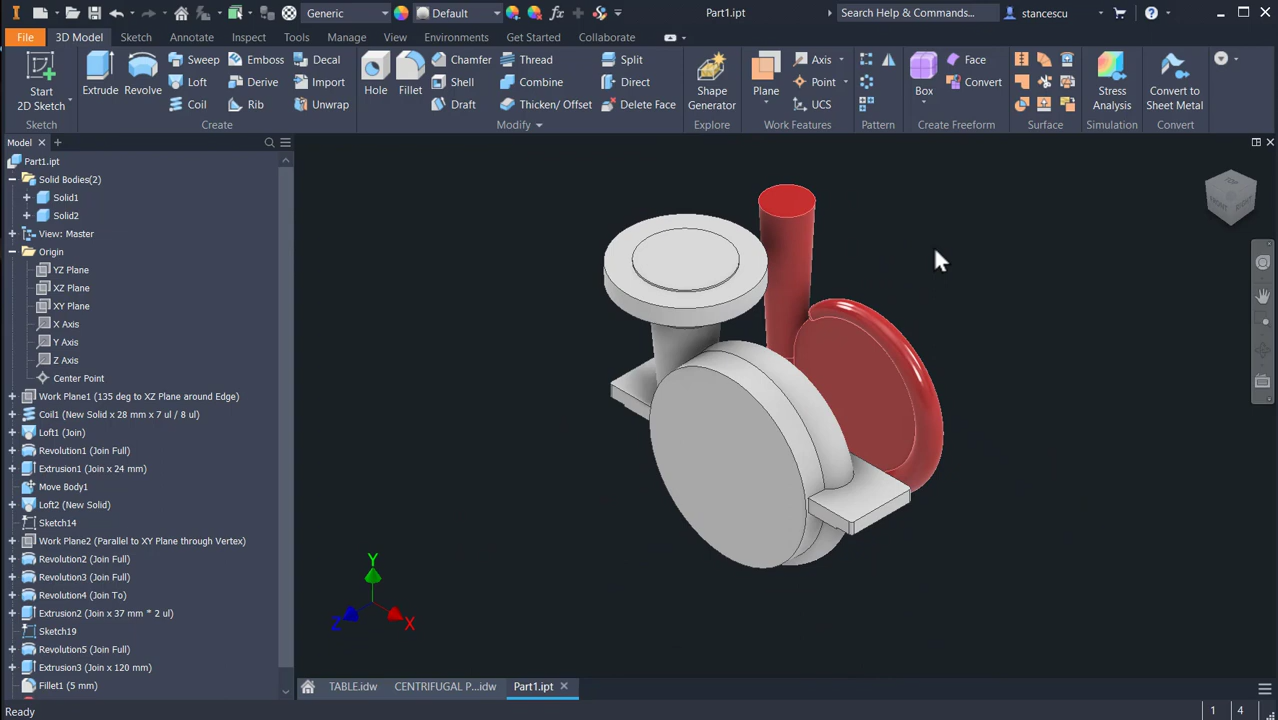 Generic
Default
Part1.ipt
Search Help & Commands...
stancescu
File
3D Model
Sketch
Annotate
Inspect
Tools
Manage
View
Environments
Get Started
Collaborate
Start
2D Sketch
Extrude
Revolve
Sweep
Emboss
Decal
Loft
Derive
Import
Coil
Rib
Unwrap
Hole
Fillet
Chamfer
Thread
Split
Shell
Combine
Direct
Draft
Thicken/ Offset
Delete Face
Shape
Generator
Plane
Axis
Point
UCS
Box
Face
Convert
Stress
Analysis
Convert to
Sheet Metal
Sketch
Create
Modify
Explore
Work Features
Pattern
Create Freeform
Surface
Simulation
Convert
Model
Part1.ipt
Solid Bodies(2)
Solid1
Solid2
View: Master
Origin
YZ Plane
XZ Plane
XY Plane
X Axis
Y Axis
Z Axis
Center Point
Work Plane1 (135 deg to XZ Plane around Edge)
Coil1 (New Solid x 28 mm x 7 ul / 8 ul)
Loft1 (Join)
Revolution1 (Join Full)
Extrusion1 (Join x 24 mm)
Move Body1
Loft2 (New Solid)
Sketch14
Work Plane2 (Parallel to XY Plane through Vertex)
Revolution2 (Join Full)
Revolution3 (Join Full)
Revolution4 (Join To)
Extrusion2 (Join x 37 mm * 2 ul)
Sketch19
Revolution5 (Join Full)
Extrusion3 (Join x 120 mm)
Fillet1 (5 mm)
Y
Z
X
TABLE.idw
CENTRIFUGAL P...idw
Part1.ipt
Ready
1
4